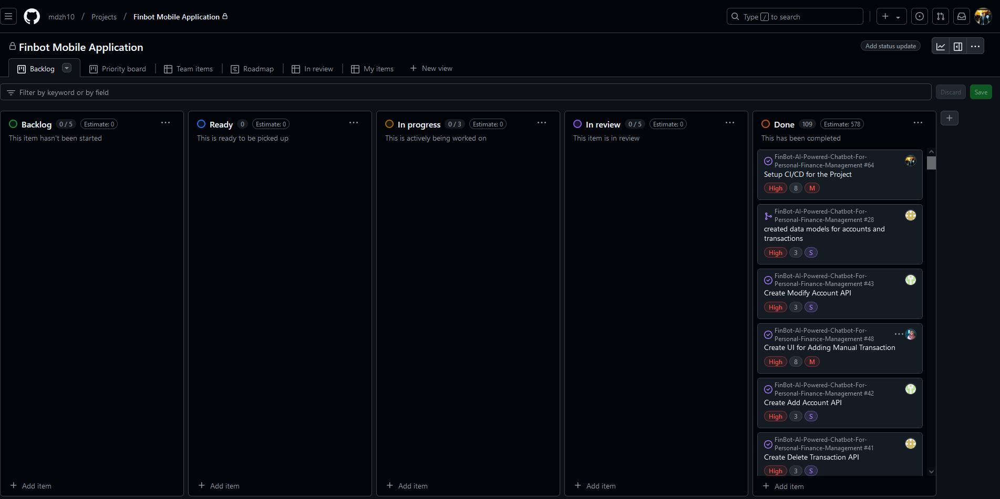 mdzh10 / Projects / Finbot Mobile Application
Type / to search
Finbot Mobile Application
Add status update
Backlog
Priority board
Team items
Roadmap
In review
My items
New view
Filter by keyword or by field
Discard
Save
Backlog 0 / 5 Estimate: 0
This item hasn't been started
Add item
Ready 0 Estimate: 0
This is ready to be picked up
Add item
In progress 0 / 3 Estimate: 0
This is actively being worked on
Add item
In review 0 / 5 Estimate: 0
This item is in review
Add item
Done 109 Estimate: 578
This has been completed
FinBot-AI-Powered-Chatbot-For-
Personal-Finance-Management #64
Setup CI/CD for the Project
High 8 M
FinBot-AI-Powered-Chatbot-For-
Personal-Finance-Management #28
created data models for accounts and
transactions
High 3 S
FinBot-AI-Powered-Chatbot-For-
Personal-Finance-Management #43
Create Modify Account API
High 3 S
FinBot-AI-Powered-Chatbot-For-
Personal-Finance-Management #48
Create UI for Adding Manual Transaction
High 8 M
FinBot-AI-Powered-Chatbot-For-
Personal-Finance-Management #42
Create Add Account API
High 3 S
FinBot-AI-Powered-Chatbot-For-
Personal-Finance-Management #41
Create Delete Transaction API
High 3 S
Add item